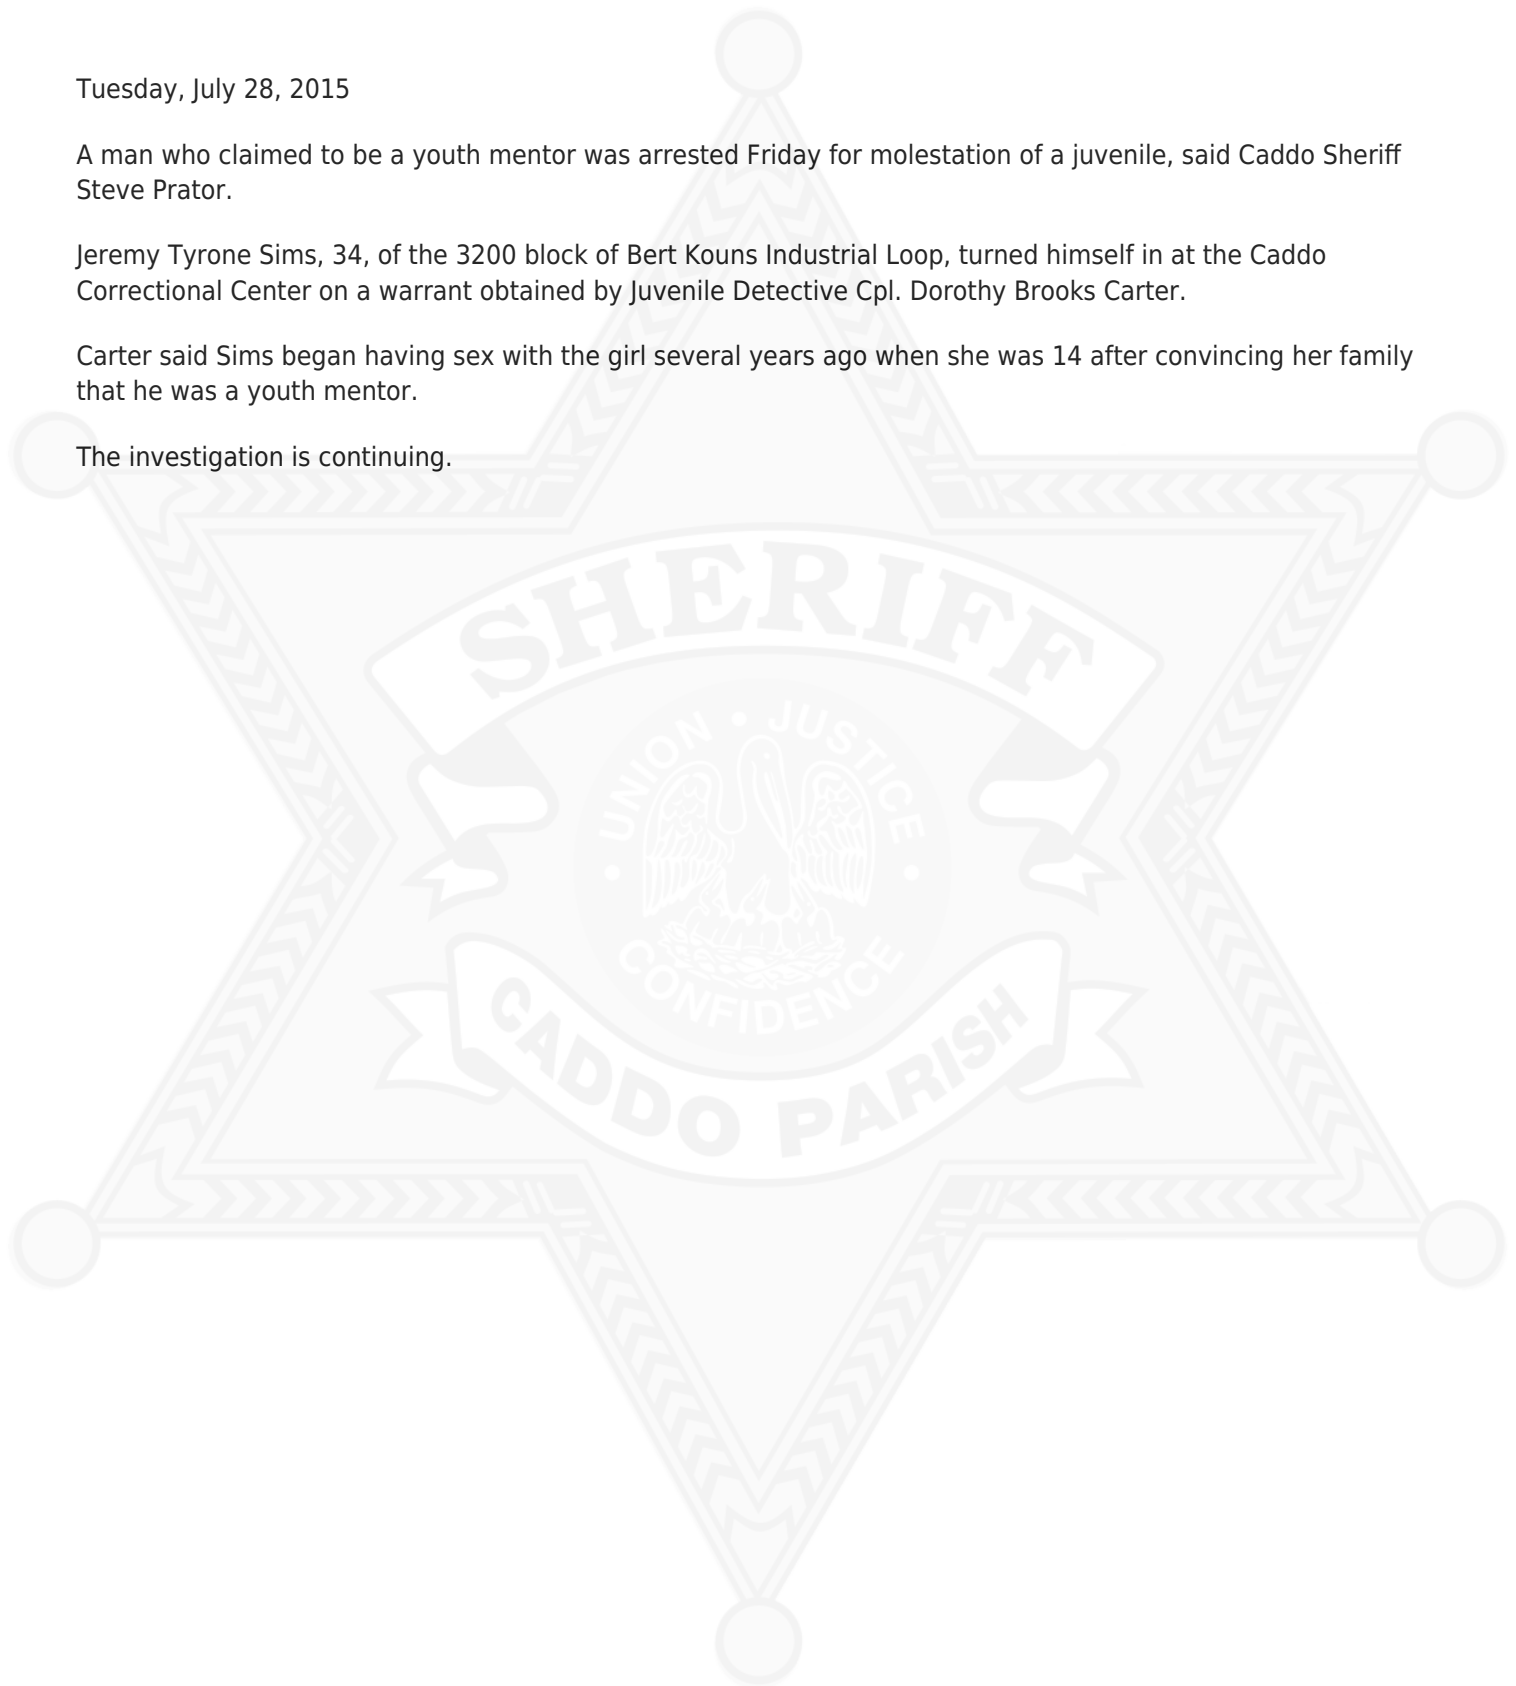 Tuesday, July 28, 2015
A man who claimed to be a youth mentor was arrested Friday for molestation of a juvenile, said Caddo Sheriff
Steve Prator.
Jeremy Tyrone Sims, 34, of the 3200 block of Bert Kouns Industrial Loop, turned himself in at the Caddo
Correctional Center on a warrant obtained by Juvenile Detective Cpl. Dorothy Brooks Carter.
Carter said Sims began having sex with the girl several years ago when she was 14 after convincing her family
that he was a youth mentor.
The investigation is continuing.
SHERIFF
UNION • JUSTICE
• CONFIDENCE •
CADDO PARISH